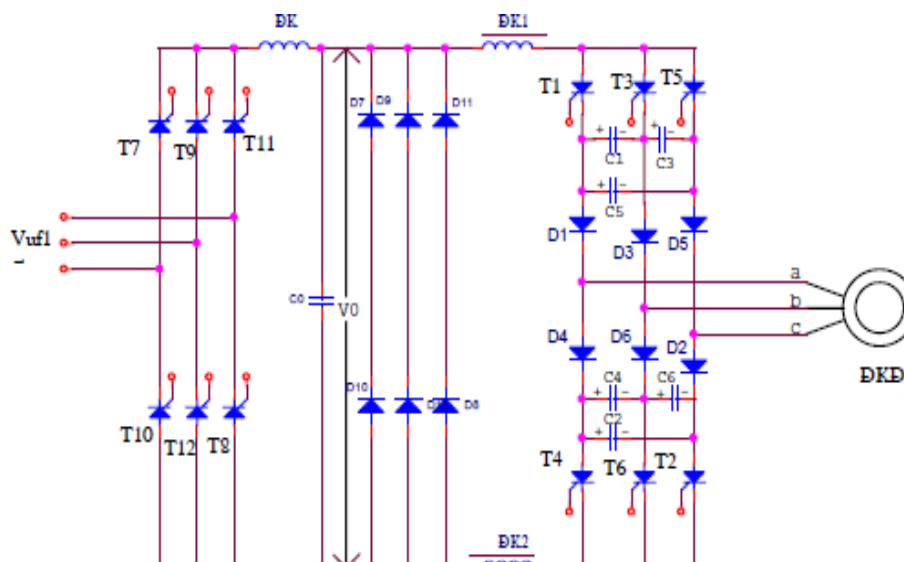 ĐK
ĐK1
T1
T3
T5
D7
D9
D11
T7
T9
T11
+
-
+
-
C1
C3
+
-
C5
Vuf1
D1
D3
D5
a
C0
V0
b
c
D4
D6
D2
ĐKĐ
D10
D8
+
-
C4
+
-
C6
C2
+
-
T10
T12
T8
T4
T6
T2
ĐK2